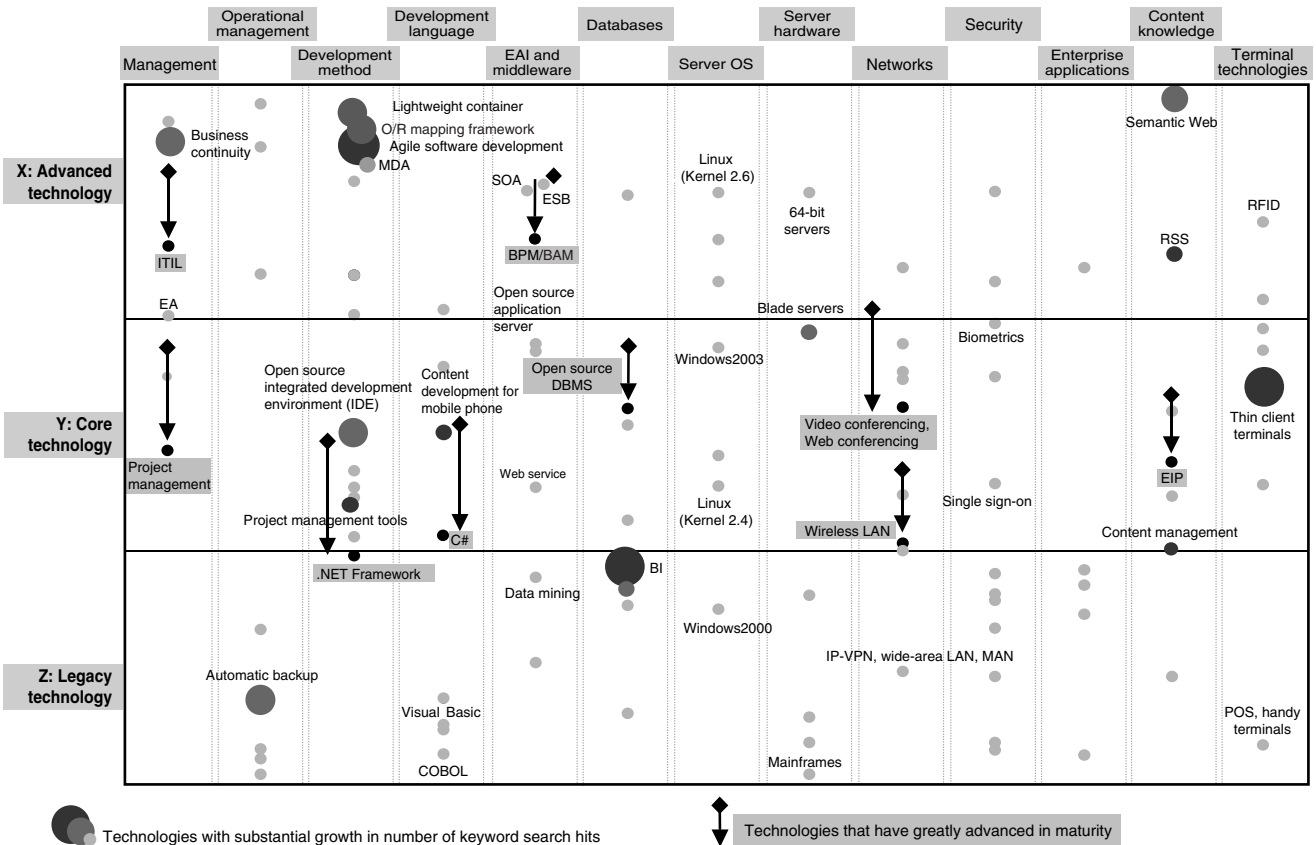 Operational
management
Development
language
Databases
Server
hardware
Security
Content
knowledge
Management
Development
method
EAI and
middleware
Server OS
Networks
Enterprise
applications
Terminal
technologies
X: Advanced
technology
Business
continuity
ITIL
EA
Lightweight container
O/R mapping framework
Agile software development
MDA
SOA
ESB
BPM/BAM
Open source
application
server
Linux
(Kernel 2.6)
64-bit
servers
Blade servers
Semantic Web
RSS
RFID
Y: Core
technology
Project
management
Open source
integrated development
environment (IDE)
Project management tools
.NET Framework
Content
development for
mobile phone
C#
Open source
DBMS
Web service
Windows2003
Linux
(Kernel 2.4)
Video conferencing,
Web conferencing
Wireless LAN
Biometrics
Single sign-on
EIP
Content management
Thin client
terminals
Z: Legacy
technology
Automatic backup
Visual Basic
COBOL
Data mining
BI
Windows2000
Mainframes
IP-VPN, wide-area LAN, MAN
POS, handy
terminals
Technologies with substantial growth in number of keyword search hits
Technologies that have greatly advanced in maturity